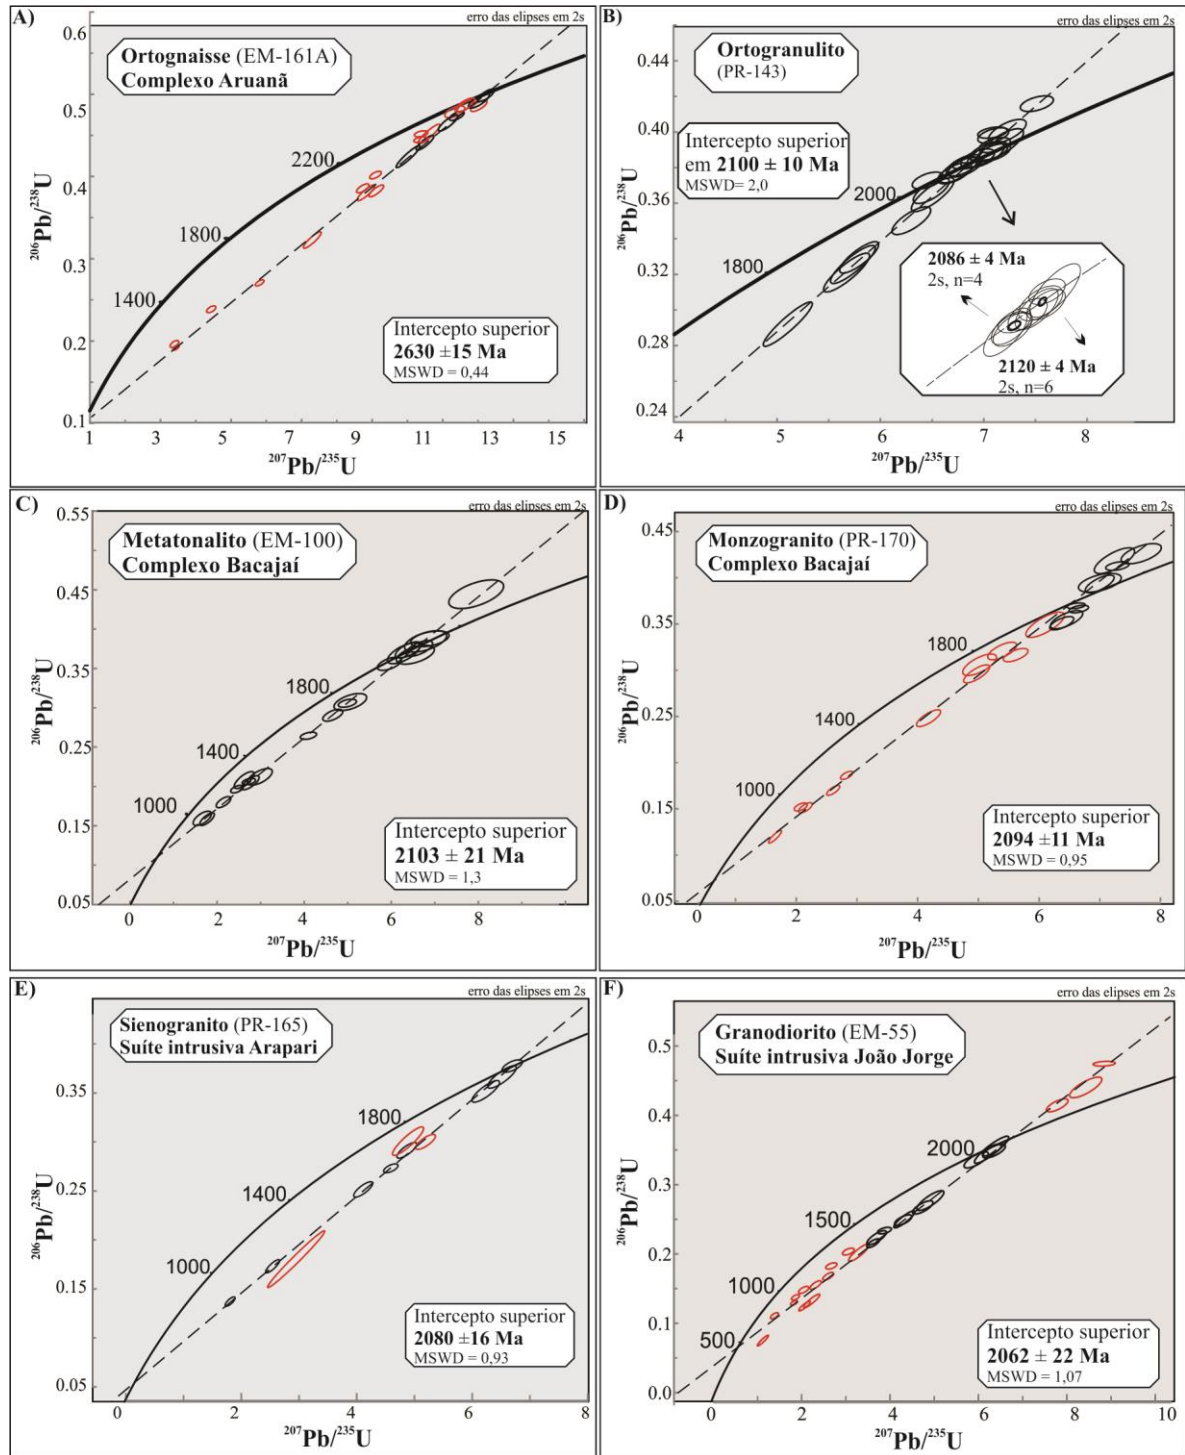 A)
erro das elipses em 2s
0.6
0.5
0.4
0.3
0.2
0.1
206Pb/238U
Ortognaisse (EM-161A)
Complexo Aruanã
2200
1800
1400
Intercepto superior
2630 ±15 Ma
MSWD = 0,44
1 3 5 7 9 11 13 16
207Pb/235U
B)
erro das elipses em 2s
0.44
0.40
0.36
0.32
0.28
0.24
206Pb/238U
Ortogranulito
(PR-143)
Intercepto superior
em 2100 ± 10 Ma
MSWD= 2,0
2000
1800
2086 ± 4 Ma
2s, n=4
2120 ± 4 Ma
2s, n=6
4 5 6 7 8
207Pb/235U
C)
erro das elipses em 2s
0.55
0.45
0.35
0.25
0.15
0.05
206Pb/238U
Metatonalito (EM-100)
Complexo Bacajaí
1800
1400
1000
Intercepto superior
2103 ± 21 Ma
MSWD = 1,3
0 2 4 6 8
207Pb/235U
D)
erro das elipses em 2s
0.45
0.35
0.25
0.15
0.05
206Pb/238U
Monzogranito (PR-170)
Complexo Bacajaí
1800
1400
1000
Intercepto superior
2094 ±11 Ma
MSWD = 0,95
0 2 4 6 8
207Pb/235U
E)
erro das elipses em 2s
0.35
0.25
0.15
0.05
206Pb/238U
Sienogranito (PR-165)
Suíte intrusiva Arapari
1800
1400
1000
Intercepto superior
2080 ±16 Ma
MSWD = 0,93
0 2 4 6 8
207Pb/235U
F)
erro das elipses em 2s
0.5
0.4
0.3
0.2
0.1
0.0
206Pb/238U
Granodiorito (EM-55)
Suíte intrusiva João Jorge
2000
1500
1000
500
Intercepto superior
2062 ± 22 Ma
MSWD = 1,07
0 2 4 6 8 10
207Pb/235U